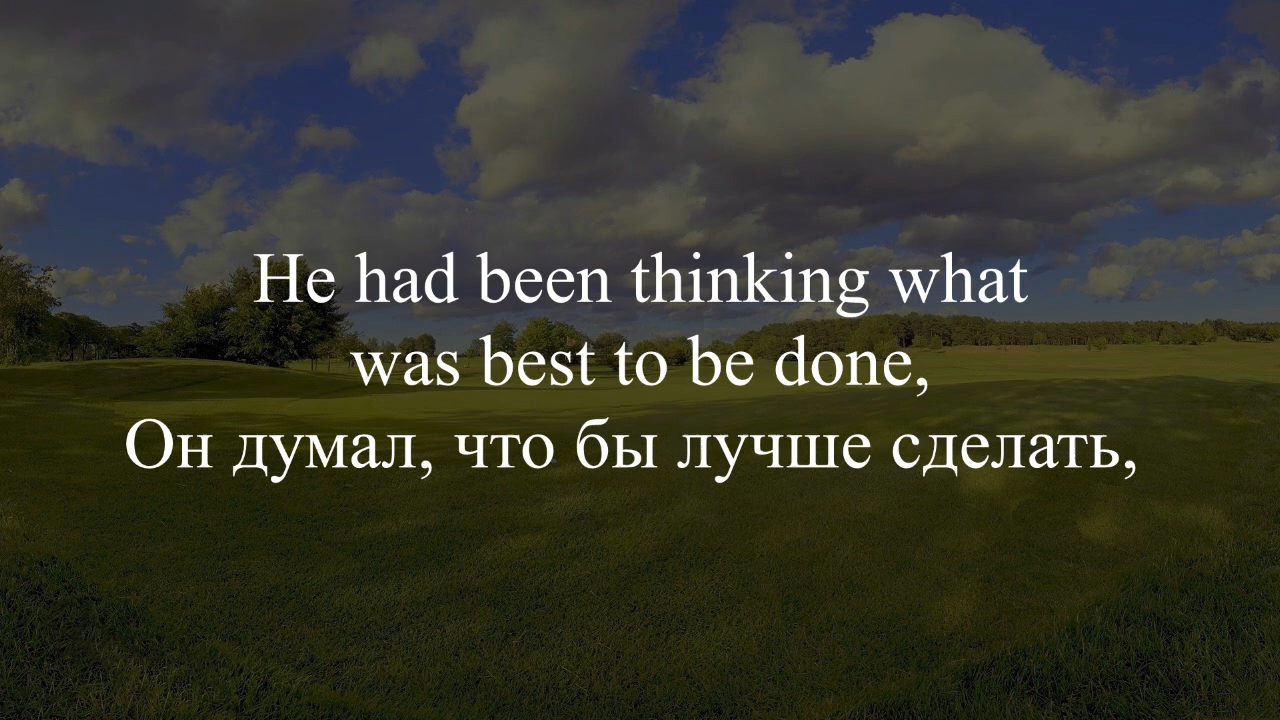 He had been thinking what
was best to be done,
Он думал, что бы лучше сделать,